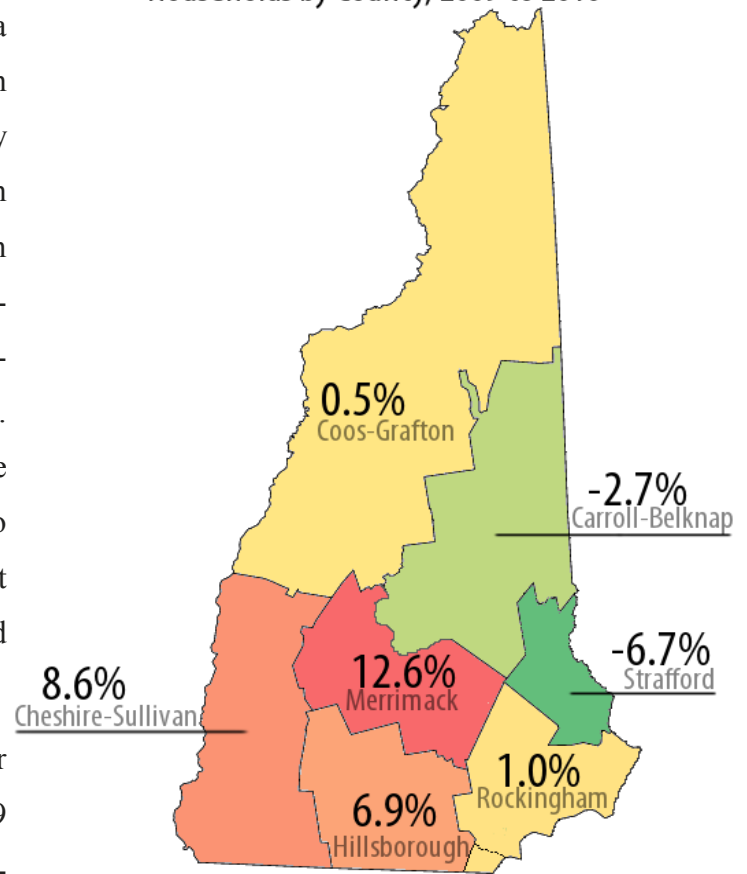 0.5%
Coos-Grafton
-2.7%
Carroll-Belknap
-6.7%
Strafford
12.6%
Merrimack
8.6%
Cheshire-Sullivan
1.0%
Rockingham
6.9%
Hillsborough